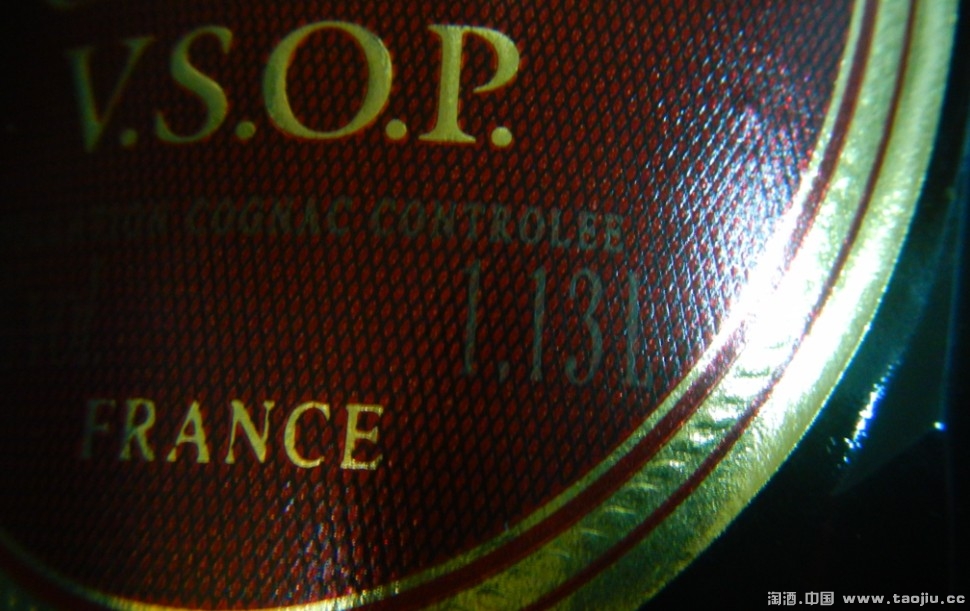 V.S.O.P.
COGNAC CONTROLEE
1,13L
FRANCE
淘酒.中国 www.taojiu.cc